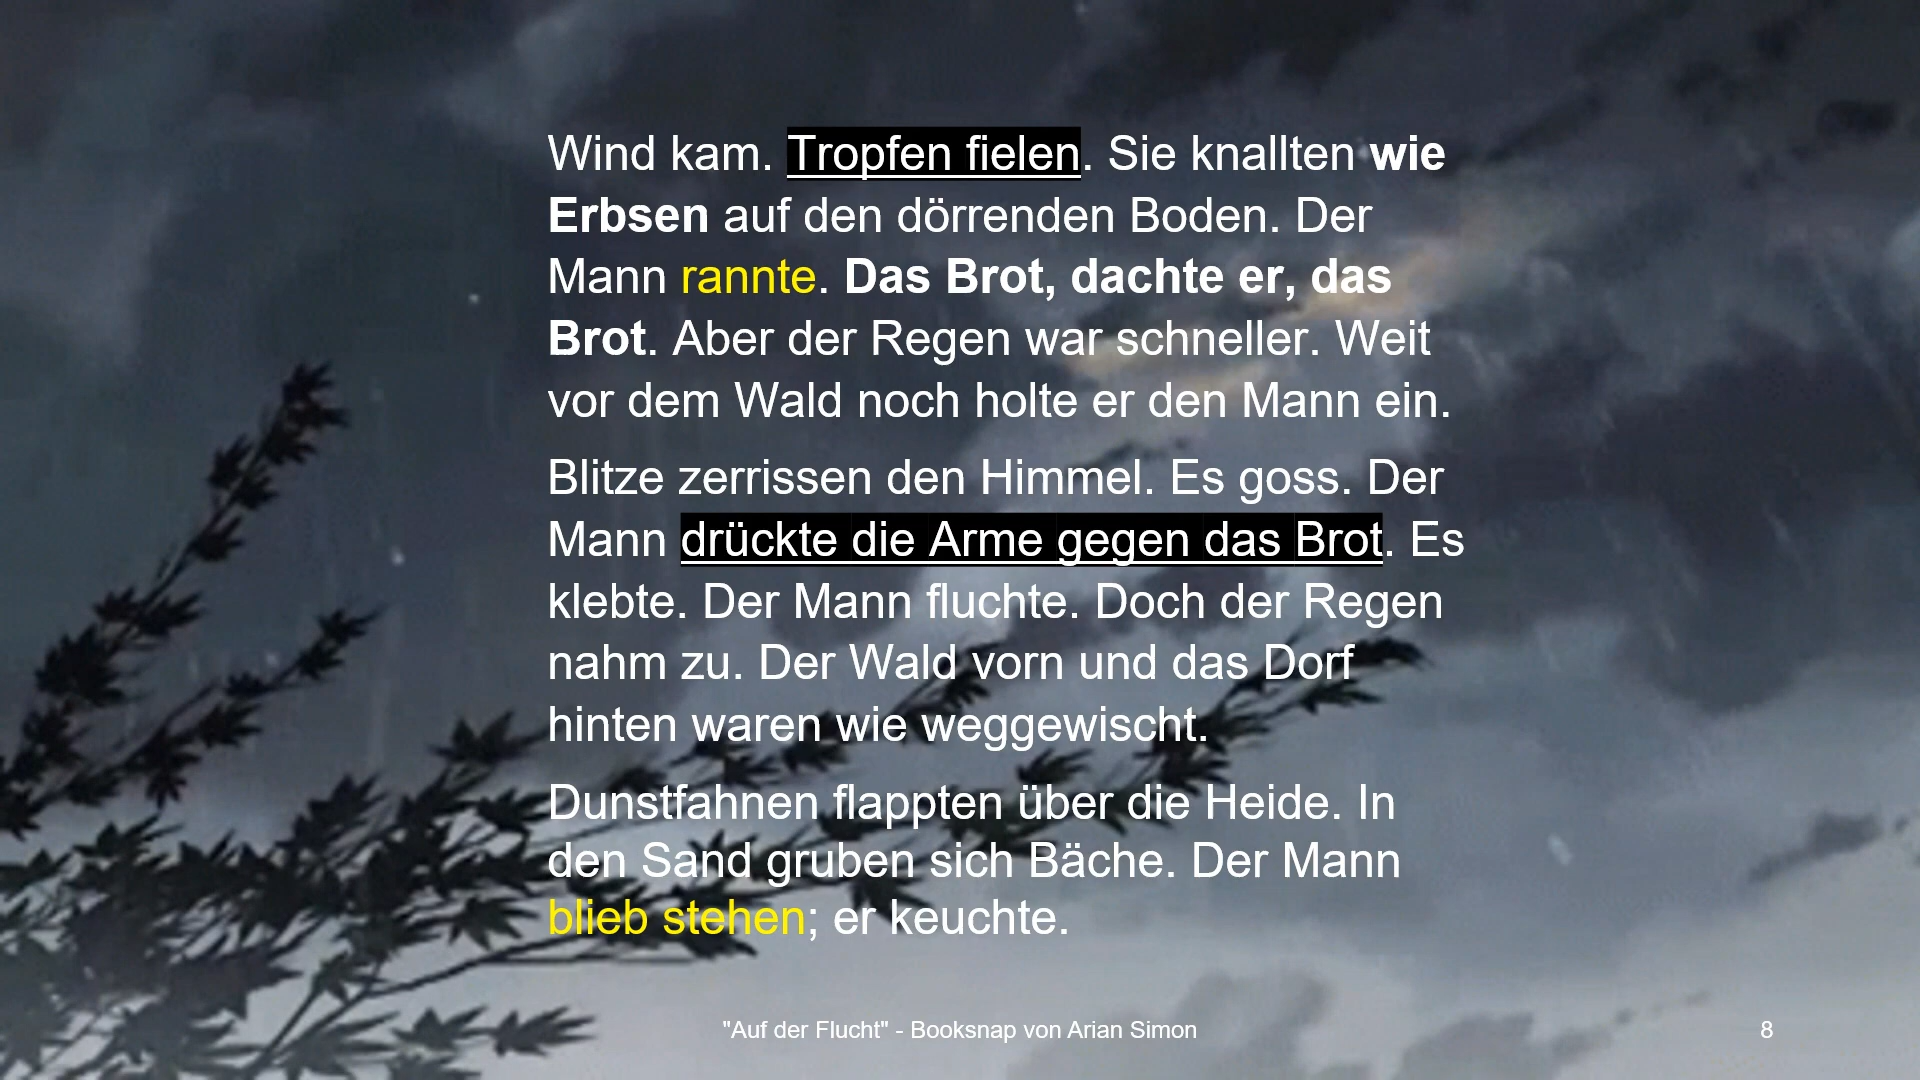 Wind kam. Tropfen fielen. Sie knallten wie
Erbsen auf den dörrenden Boden. Der
Mann rannte. Das Brot, dachte er, das
Brot. Aber der Regen war schneller. Weit
vor dem Wald noch holte er den Mann ein.
Blitze zerrissen den Himmel. Es goss. Der
Mann drückte die Arme gegen das Brot. Es
klebte. Der Mann fluchte. Doch der Regen
nahm zu. Der Wald vorn und das Dorf
hinten waren wie weggewischt.
Dunstfahnen flappten über die Heide. In
den Sand gruben sich Bäche. Der Mann
blieb stehen; er keuchte.
"Auf der Flucht" - Booksnap von Arian Simon
8